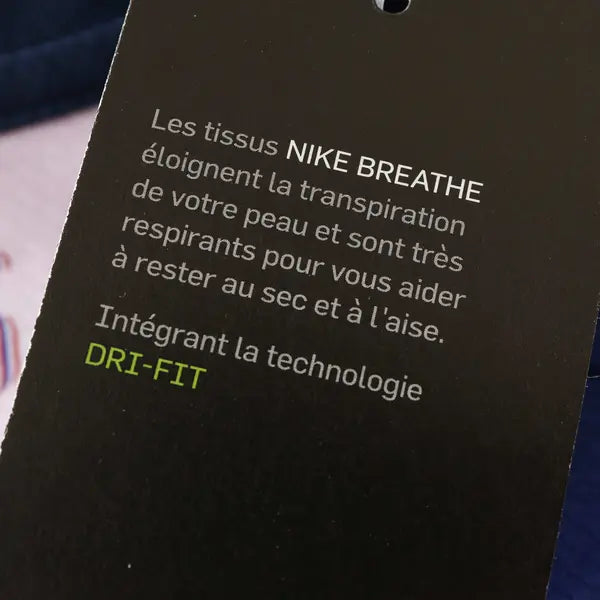 Les tissus NIKE BREATHE
éloignent la transpiration
de votre peau et sont très
respirants pour vous aider
à rester au sec et à l'aise.
Intégrant la technologie
DRI-FIT